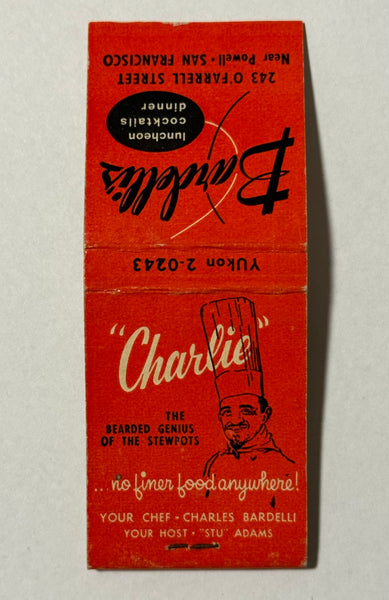 243 O'FARRELL STREET
Near Powell • SAN FRANCISCO
Bardelli's
luncheon
cocktails
dinner
YUkon 2-0243
"Charlie"
THE
BEARDED GENIUS
OF THE STEWPOTS
...no finer food anywhere!
YOUR CHEF - CHARLES BARDELLI
YOUR HOST • "STU" ADAMS